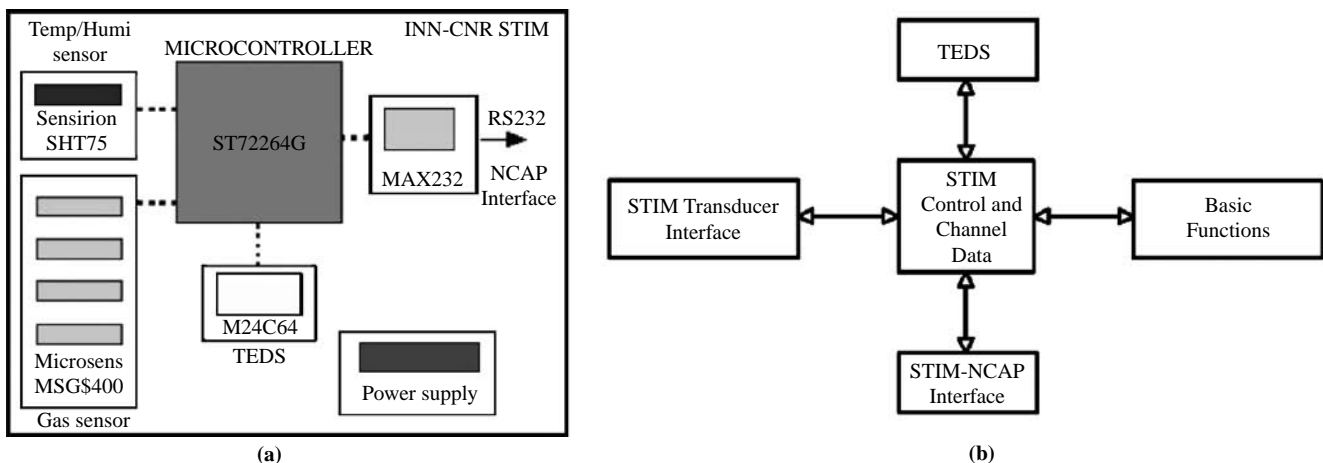 Temp/Humi
sensor
INN-CNR STIM
MICROCONTROLLER
Sensirion
SHT75
ST72264G
MAX232
RS232
NCAP
Interface
Microsens
MSG$400
Gas sensor
M24C64
TEDS
Power supply
(a)
TEDS
STIM Transducer
Interface
STIM
Control and
Channel
Data
Basic
Functions
STIM-NCAP
Interface
(b)